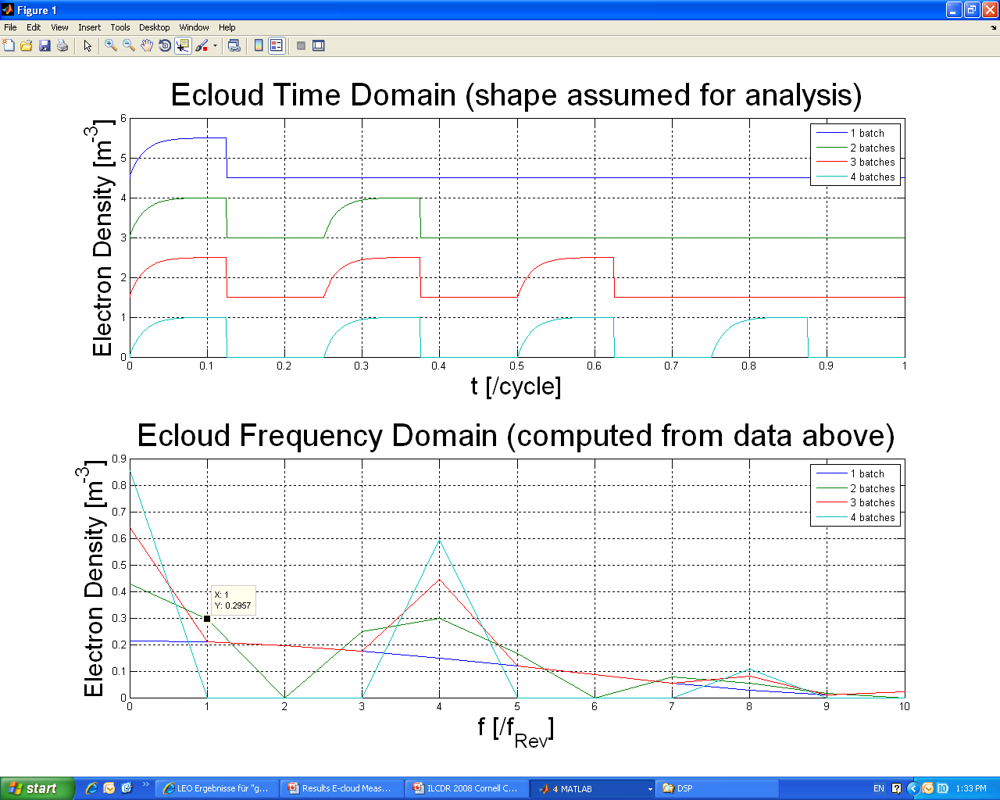 Figure 1
File Edit View Insert Tools Desktop Window Help
Ecloud Time Domain (shape assumed for analysis)
Electron Density [m-3]
6
5
4
3
2
1
0
1 batch
2 batches
3 batches
4 batches
0 0.1 0.2 0.3 0.4 0.5 0.6 0.7 0.8 0.9 1
t [/cycle]
Ecloud Frequency Domain (computed from data above)
Electron Density [m-3]
0.9
0.8
0.7
0.6
0.5
0.4
0.3
0.2
0.1
0
1 batch
2 batches
3 batches
4 batches
X: 1
Y: 0.2957
0 1 2 3 4 5 6 7 8 9 10
f [/fRev]
start LEO Ergebnisse für "g... Results E-cloud Meas... ILCDR 2008 Cornell C... 4 MATLAB DSP EN 1:33 PM